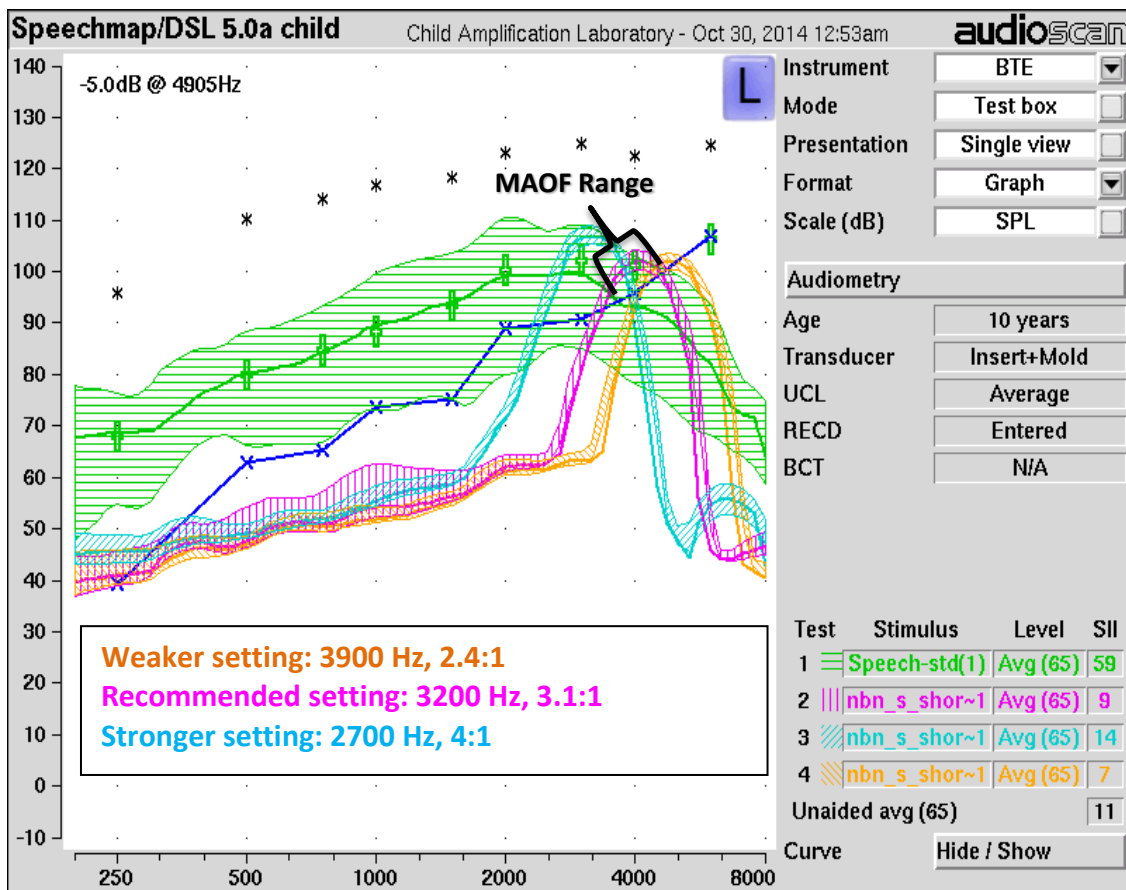 Speechmap/DSL 5.0a child
Child Amplification Laboratory - Oct 30, 2014 12:53am
audioscan
140
130
120
110
100
90
80
70
60
50
40
30
20
10
0
-10
-5.0dB @ 4905Hz
L
MAOF Range
Weaker setting: 3900 Hz, 2.4:1
Recommended setting: 3200 Hz, 3.1:1
Stronger setting: 2700 Hz, 4:1
250 500 1000 2000 4000 8000
Instrument BTE
Mode Test box
Presentation Single view
Format Graph
Scale (dB) SPL
Audiometry
Age 10 years
Transducer Insert+Mold
UCL Average
RECD Entered
BCT N/A
Test Stimulus Level SII
1 Speech-std(1) Avg (65) 59
2 nbn_s_shor~1 Avg (65) 9
3 nbn_s_shor~1 Avg (65) 14
4 nbn_s_shor~1 Avg (65) 7
Unaided avg (65) 11
Curve Hide / Show